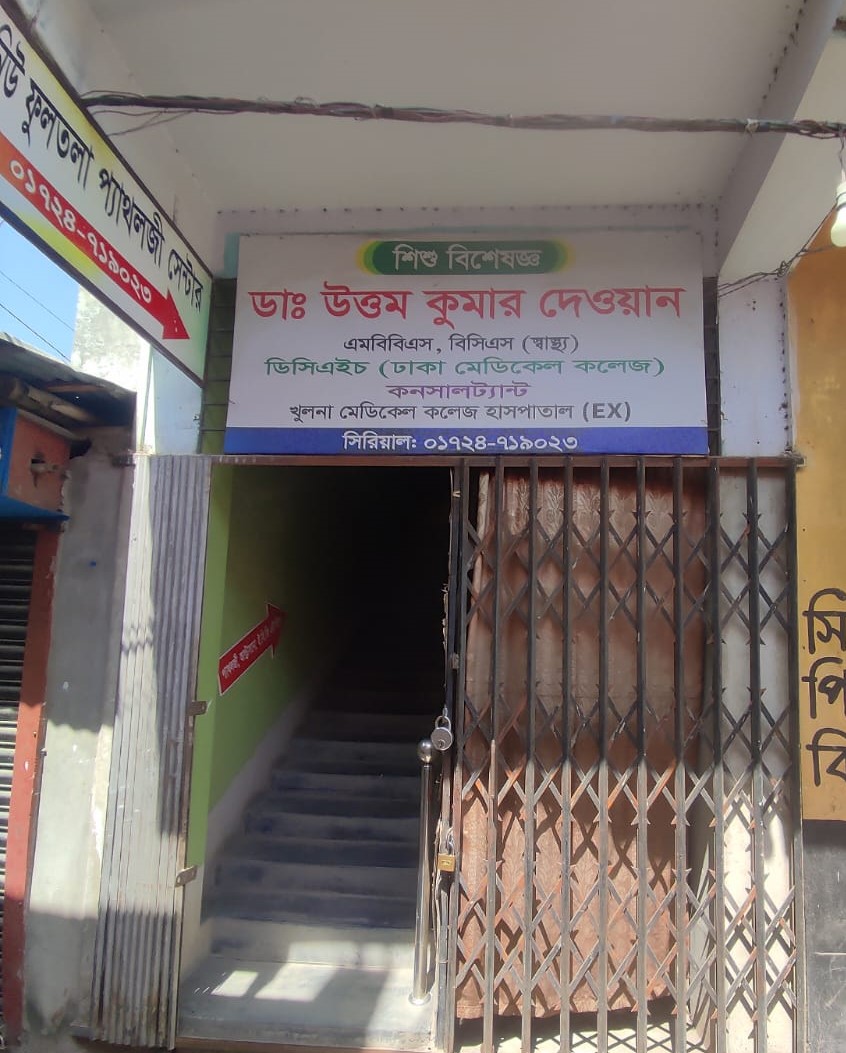 নিউ ফুলতলা প্যাথলজী সেন্টার
০১৭২৪-৭১৯০২৩
শিশু বিশেষজ্ঞ
ডাঃ উত্তম কুমার দেওয়ান
এমবিবিএস, বিসিএস (স্বাস্থ্য)
ডিসিএইচ (ঢাকা মেডিকেল কলেজ)
কনসালট্যান্ট
খুলনা মেডিকেল কলেজ হাসপাতাল (EX)
সিরিয়াল: ০১৭২৪-৭১৯০২৩
সি
পি
বি